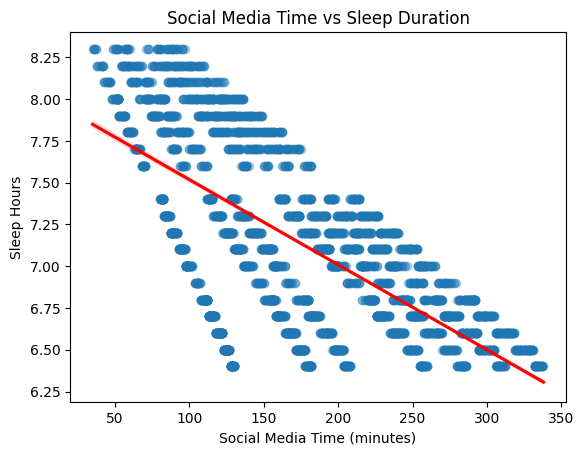 Social Media Time vs Sleep Duration
8.25
8.00
7.75
7.50
7.25
7.00
6.75
6.50
6.25
Sleep Hours
50 100 150 200 250 300 350
Social Media Time (minutes)